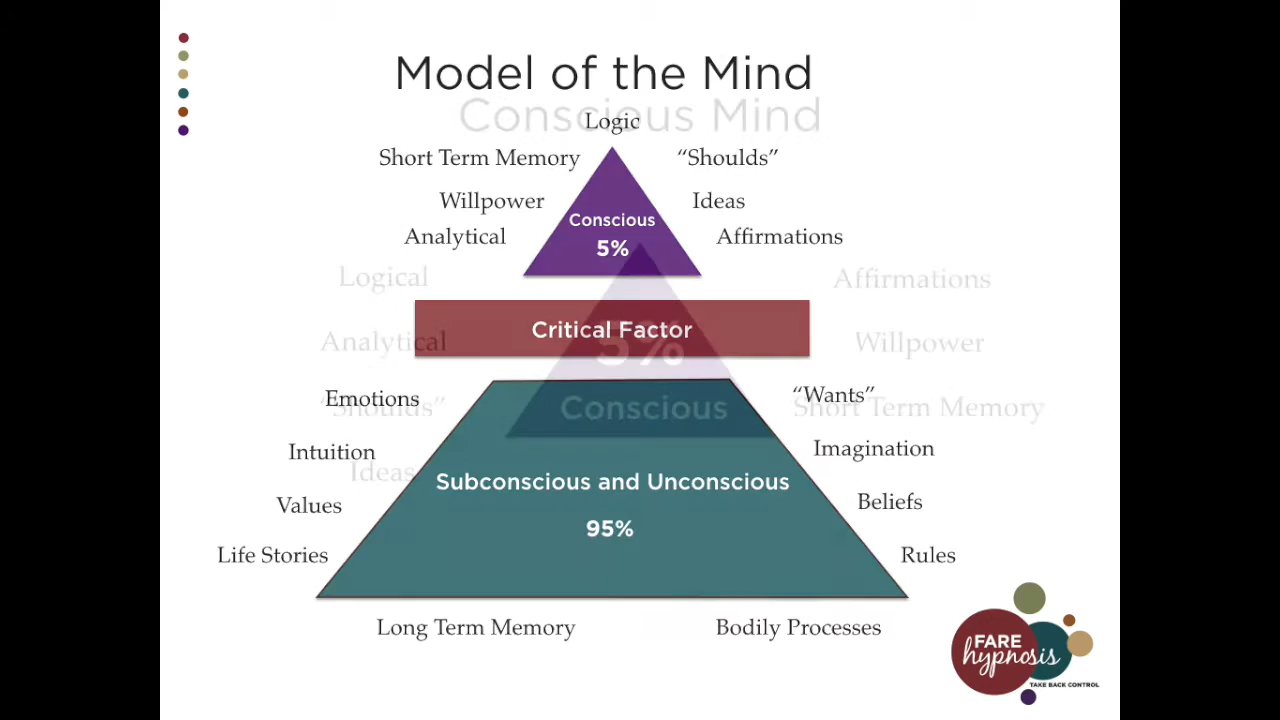 Model of the Mind
Conscious Mind
Logic
Short Term Memory
“Shoulds”
Willpower
Ideas
Conscious
5%
Analytical
Affirmations
Logical
Affirmations
Critical Factor
5%
Analytical
Willpower
Emotions
“Wants”
“Shoulds”
Conscious
Short Term Memory
Intuition
Imagination
Ideas
Subconscious and Unconscious
95%
Values
Beliefs
Life Stories
Rules
Long Term Memory
Bodily Processes
FARE
hypnosis
TAKE BACK CONTROL